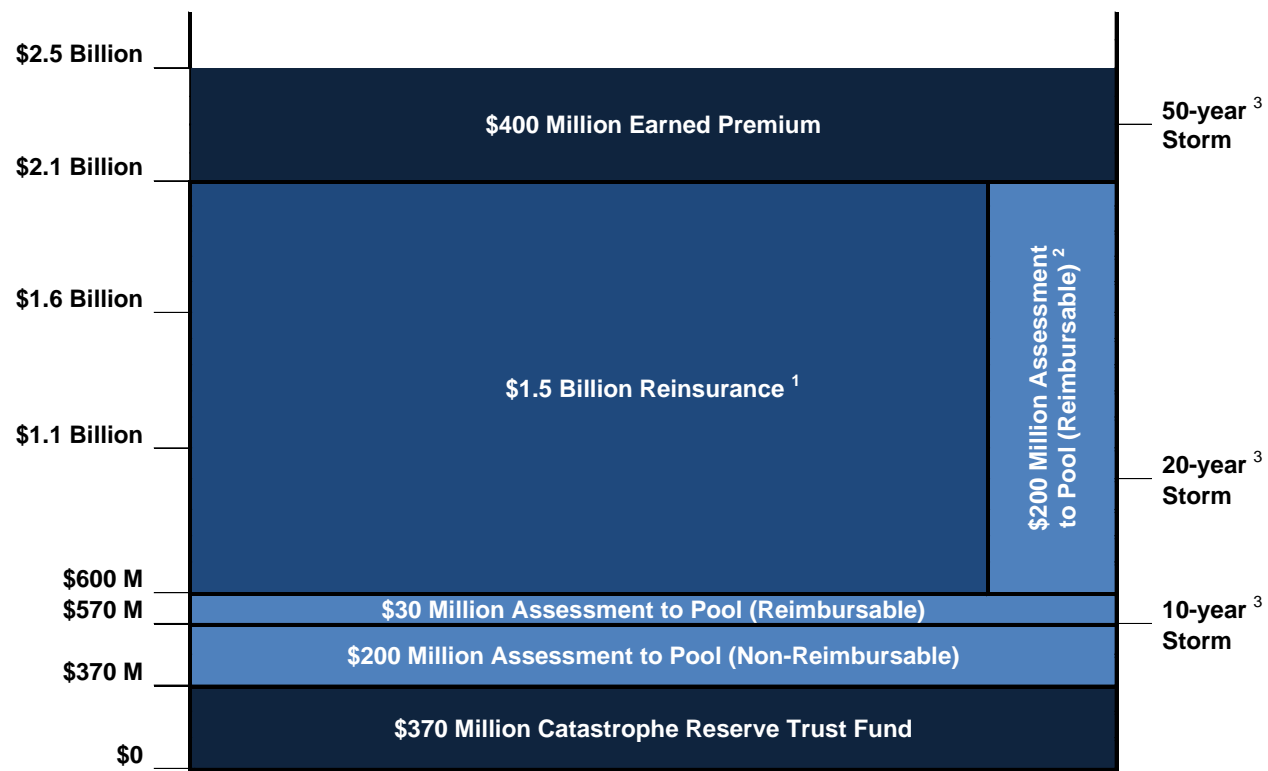 $2.5 Billion
$400 Million Earned Premium
50-year 3
Storm
$2.1 Billion
$1.6 Billion
$1.5 Billion Reinsurance 1
$200 Million Assessment
to Pool (Reimbursable) 2
$1.1 Billion
20-year 3
Storm
$600 M
$570 M
$30 Million Assessment to Pool (Reimbursable)
10-year 3
Storm
$200 Million Assessment to Pool (Non-Reimbursable)
$370 M
$370 Million Catastrophe Reserve Trust Fund
$0